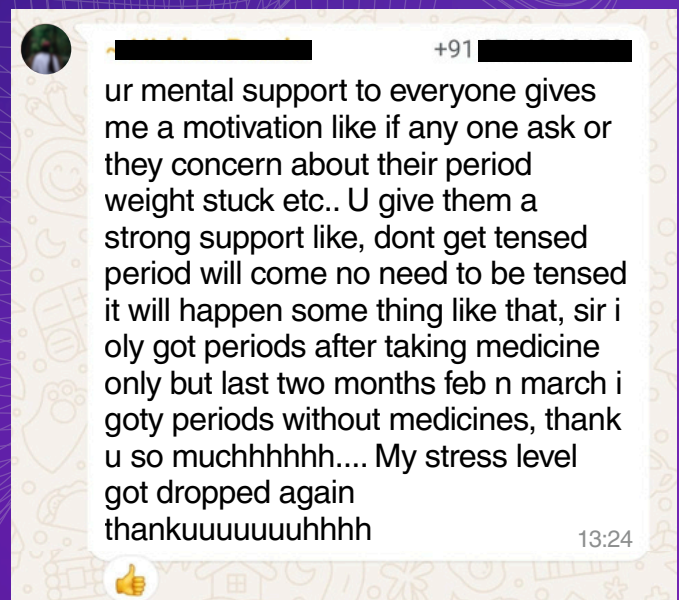 +91
ur mental support to everyone gives
me a motivation like if any one ask or
they concern about their period
weight stuck etc.. U give them a
strong support like, dont get tensed
period will come no need to be tensed
it will happen some thing like that, sir i
oly got periods after taking medicine
only but last two months feb n march i
goty periods without medicines, thank
u so muchhhhhh.... My stress level
got dropped again
thankuuuuuuuhhhh
13:24